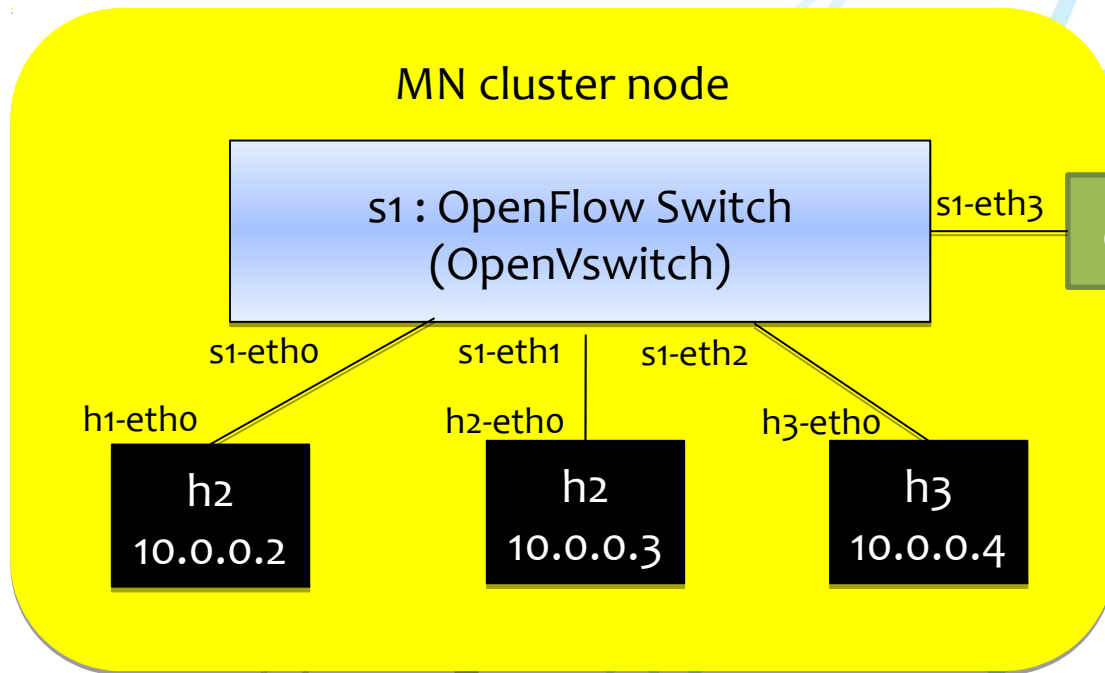 MN cluster node
s1 : OpenFlow Switch
(OpenVswitch)
s1-eth3
s1-eth0
s1-eth1
s1-eth2
h1-eth0
h2-eth0
h3-eth0
h2
10.0.0.2
h2
10.0.0.3
h3
10.0.0.4